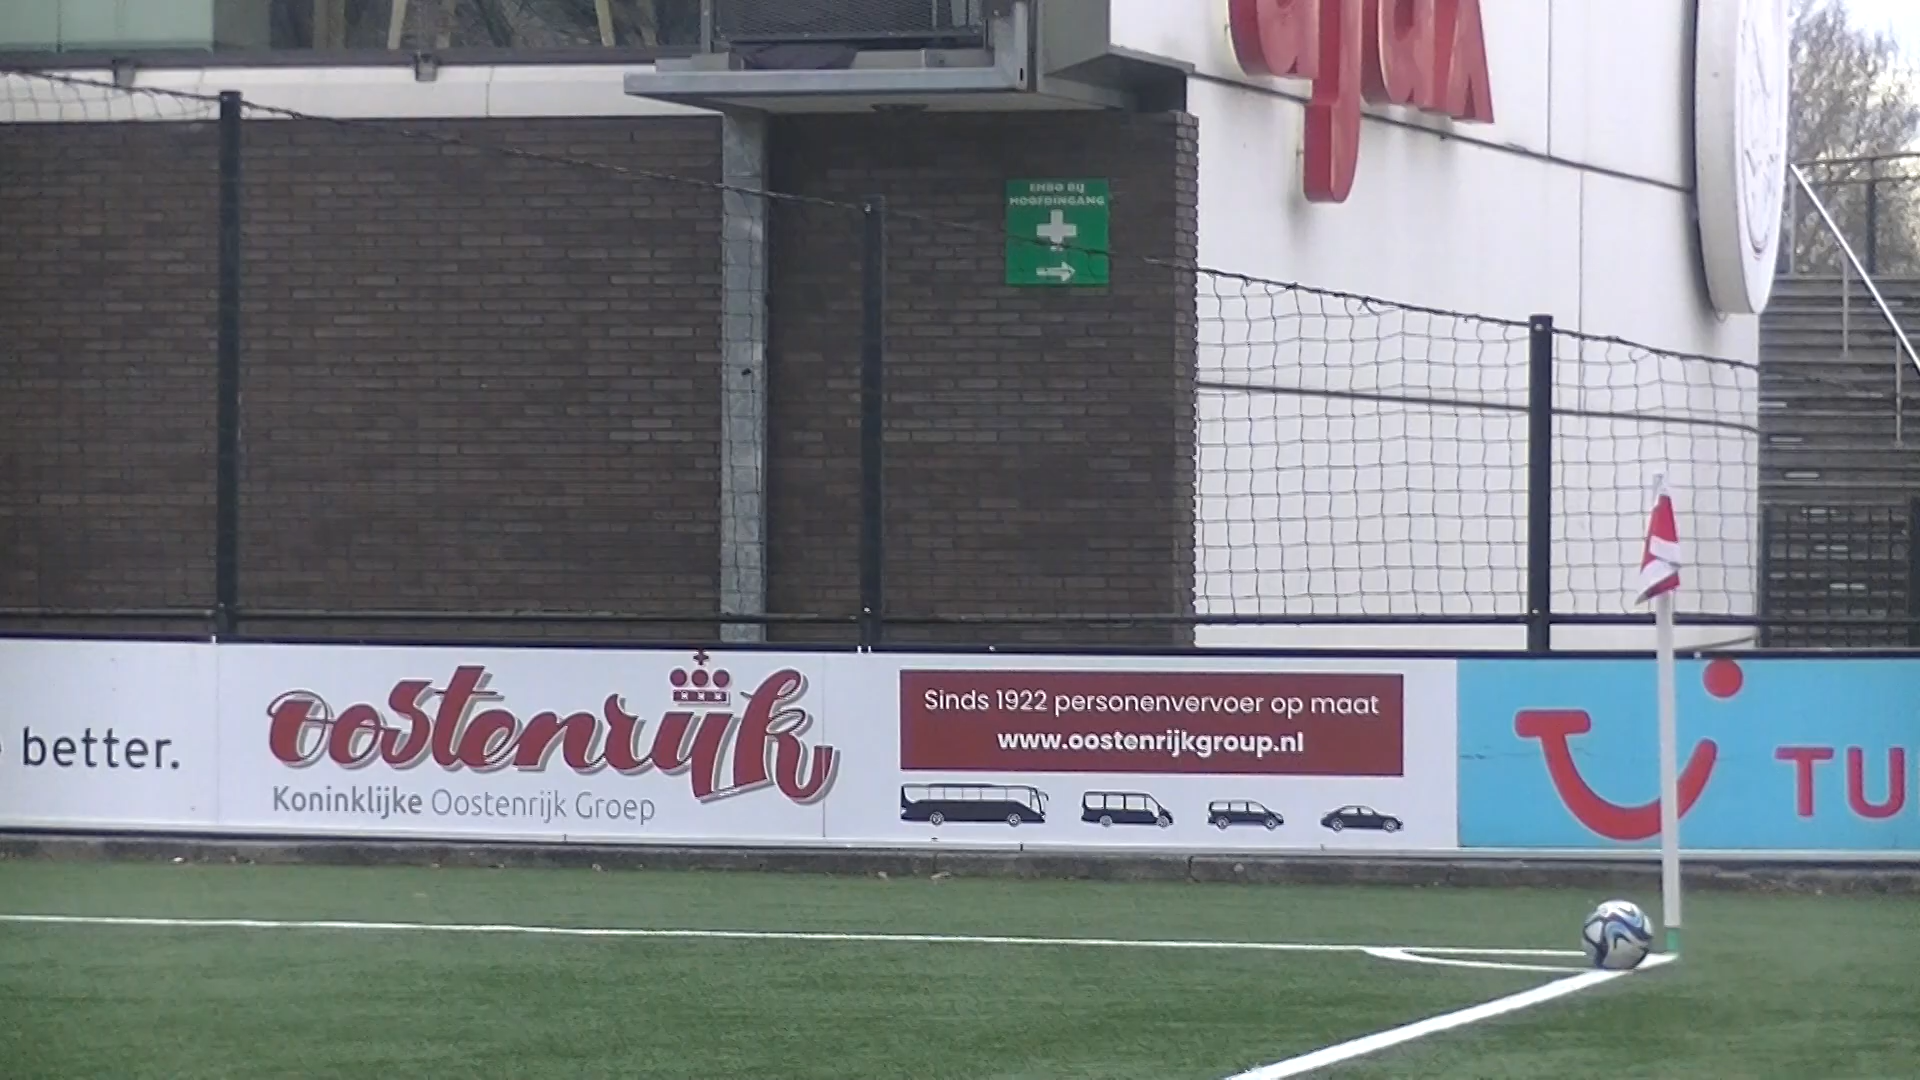 ajax
EHBO BIJ
HOOFDINGANG
better.
oostenrijk
Koninklijke Oostenrijk Groep
Sinds 1922 personenvervoer op maat
www.oostenrijkgroup.nl
TU